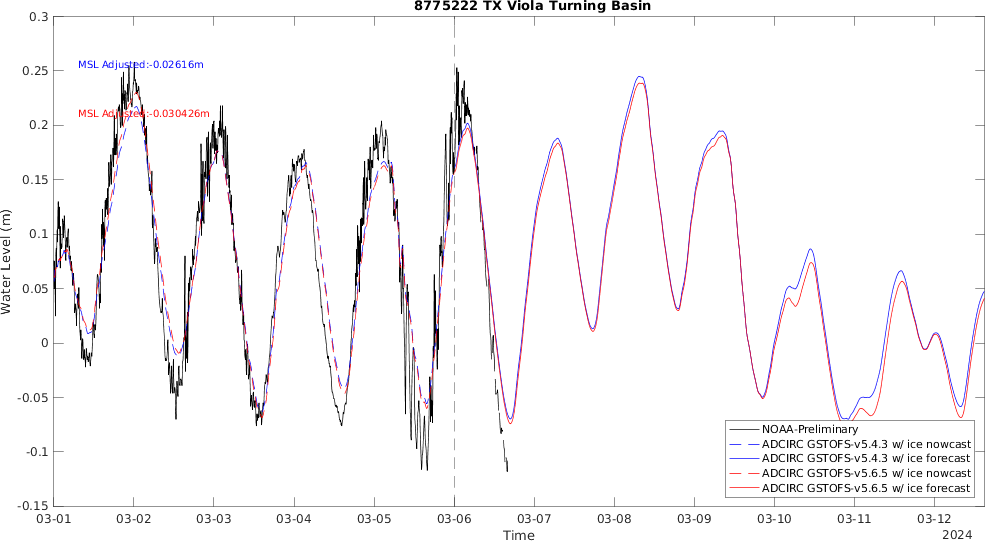 8775222 TX Viola Turning Basin
0.3
0.25
0.2
0.15
0.1
0.05
0
-0.05
-0.1
-0.15
Water Level (m)
MSL Adjusted:-0.02616m
MSL Adjusted:-0.030426m
NOAA-Preliminary
ADCIRC GSTOFS-v5.4.3 w/ ice nowcast
ADCIRC GSTOFS-v5.4.3 w/ ice forecast
ADCIRC GSTOFS-v5.6.5 w/ ice nowcast
ADCIRC GSTOFS-v5.6.5 w/ ice forecast
03-01 03-02 03-03 03-04 03-05 03-06 03-07 03-08 03-09 03-10 03-11 03-12
Time
2024